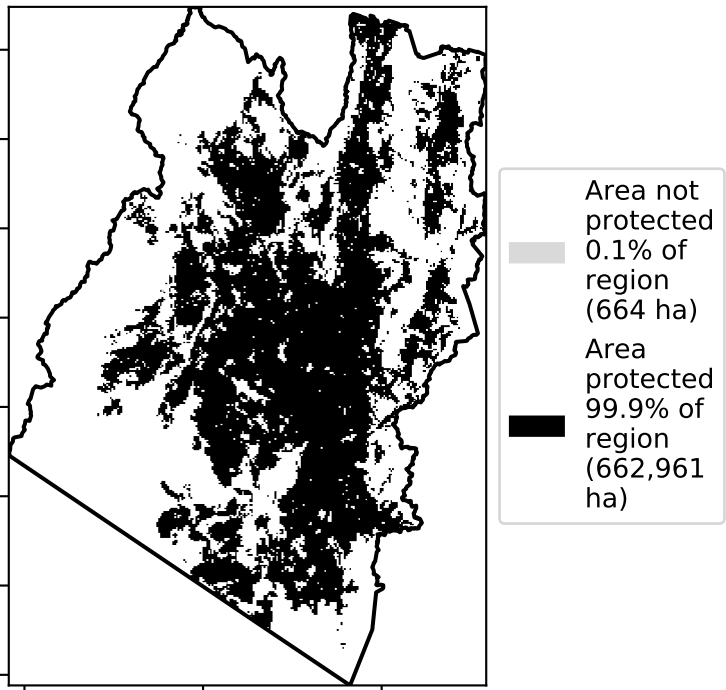 Area not
protected
0.1% of
region
(664 ha)
Area
protected
99.9% of
region
(662,961
ha)